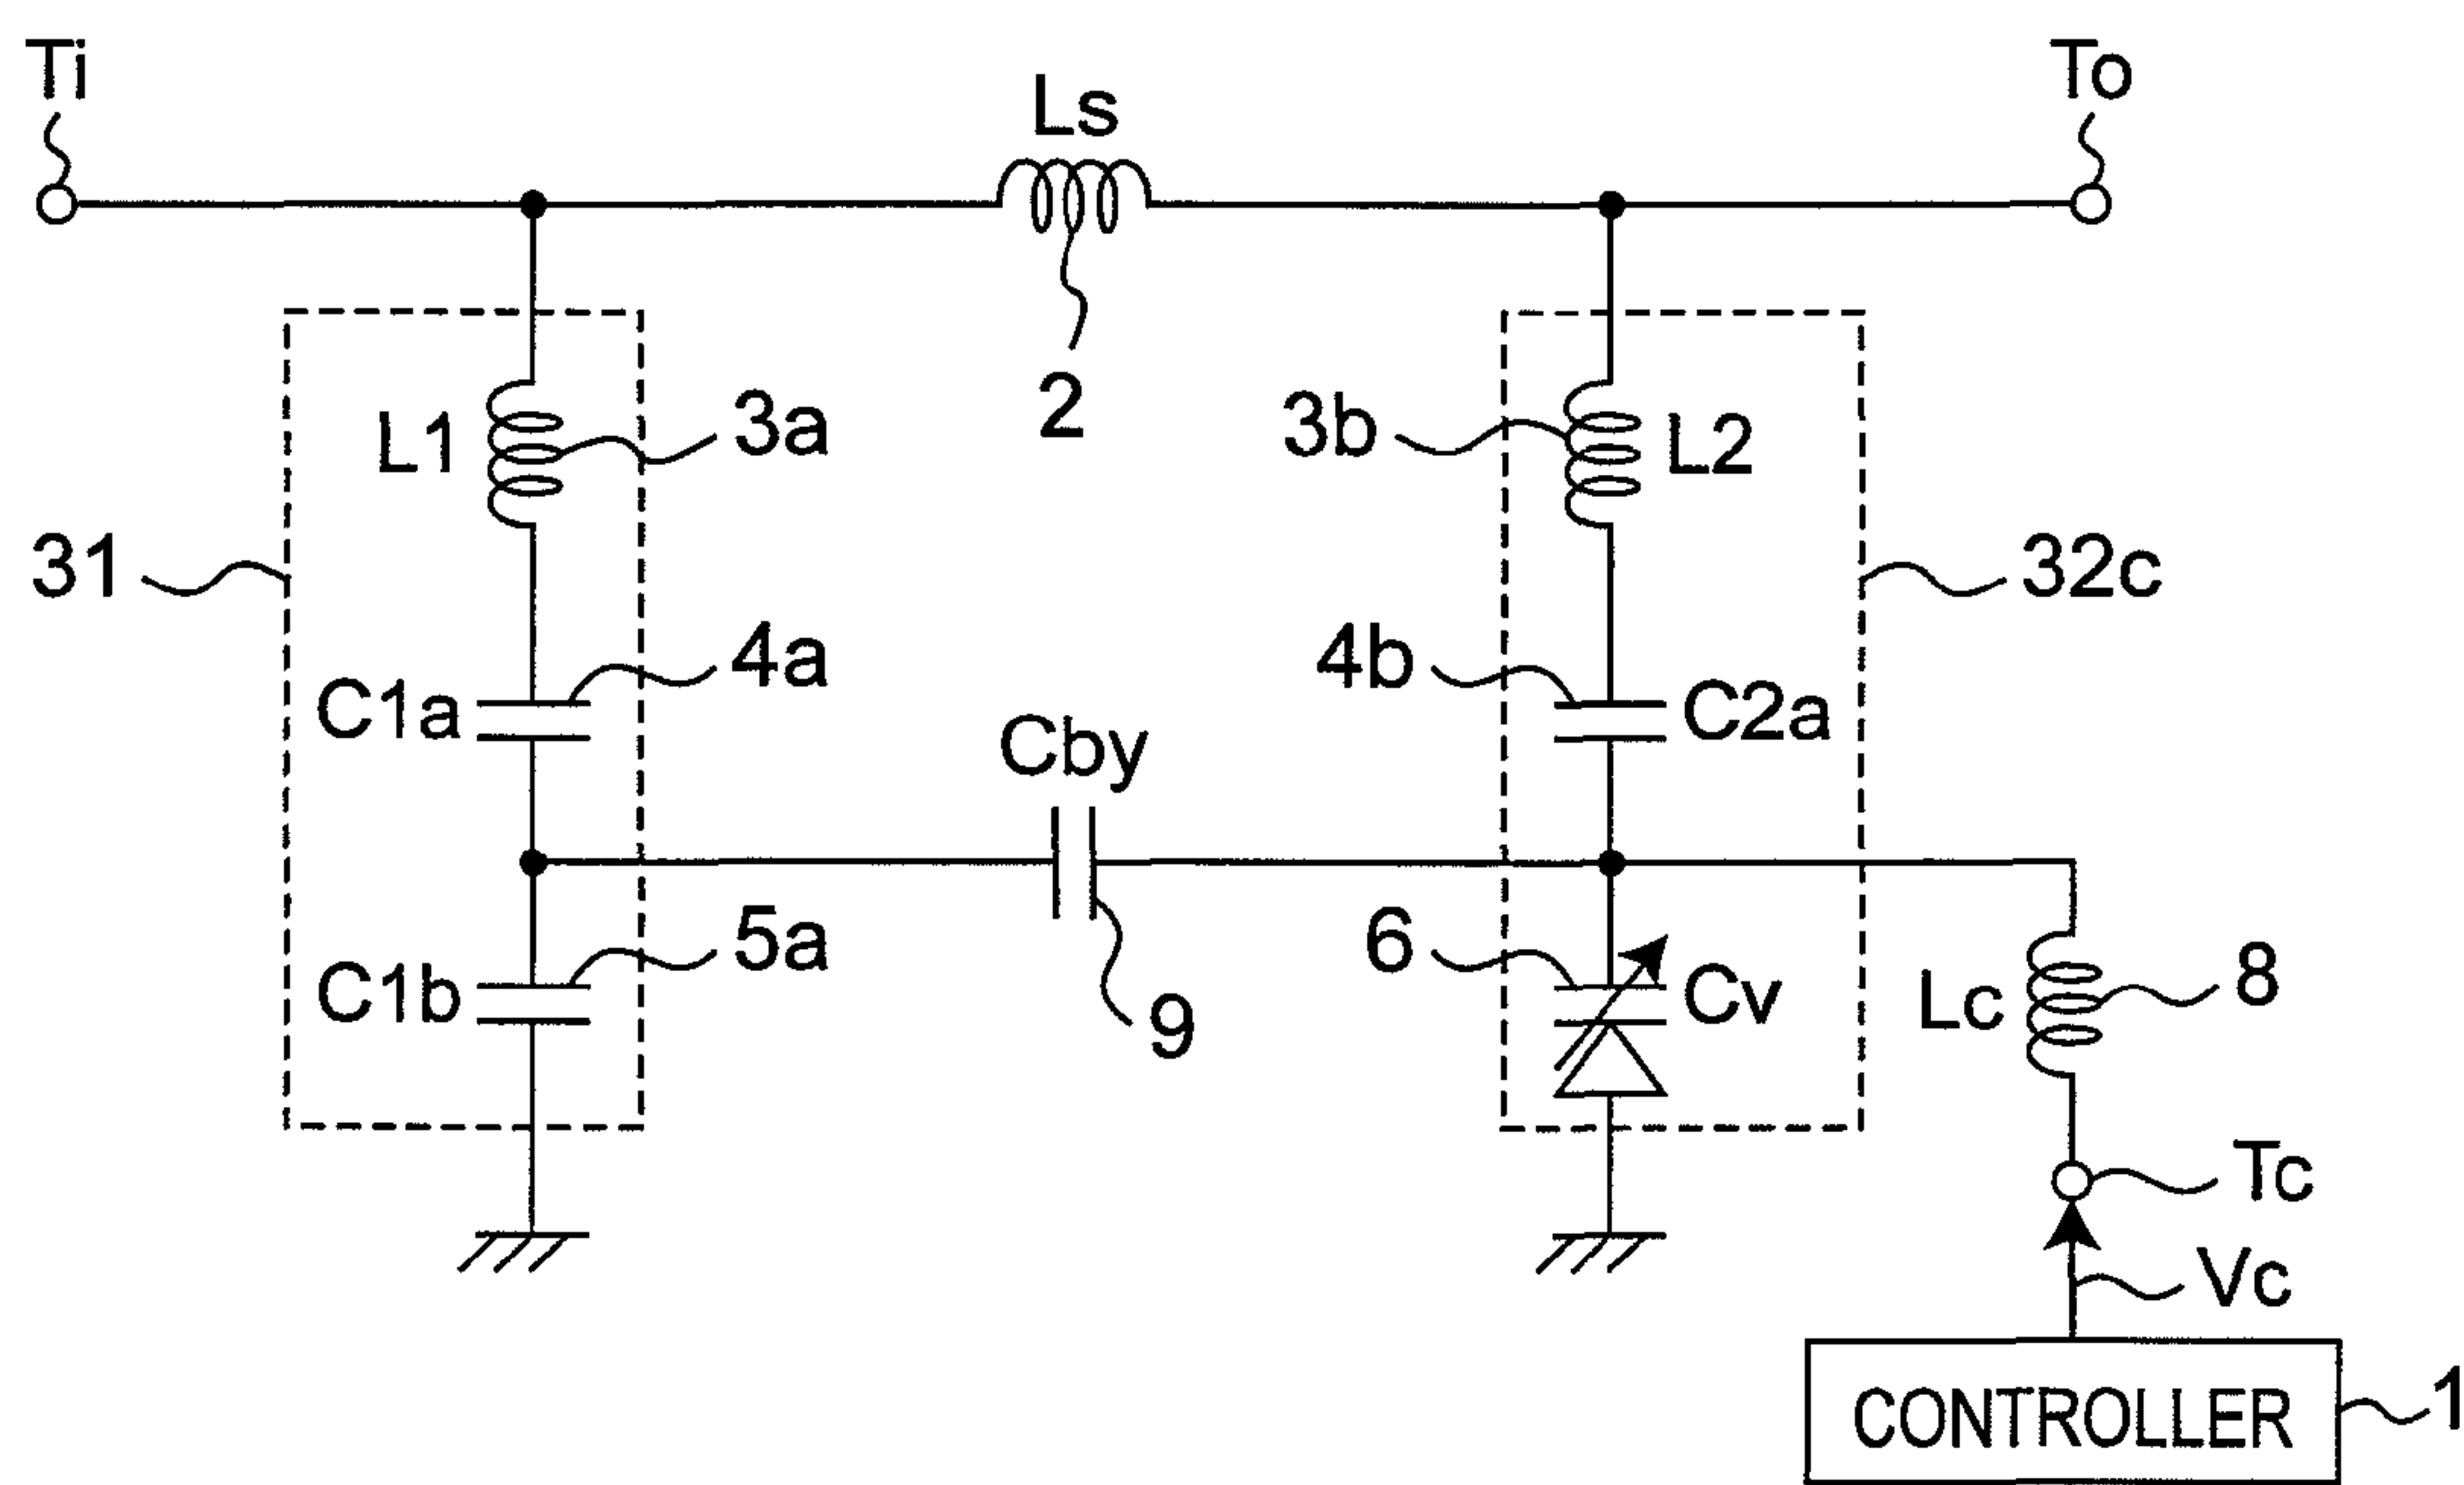 Ti
To
Ls
2
L1
3a
3b
L2
31
32c
4a
4b
C1a
C2a
Cby
5a
6
C1b
Cv
Lc
8
9
Tc
Vc
CONTROLLER
1